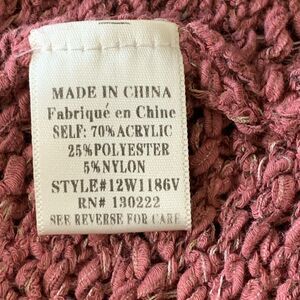 MADE IN CHINA
Fabriqué en Chine
SELF: 70%ACRYLIC
25%POLYESTER
5%NYLON
STYLE#12W1186V
RN# 130222
SEE REVERSE FOR CARE